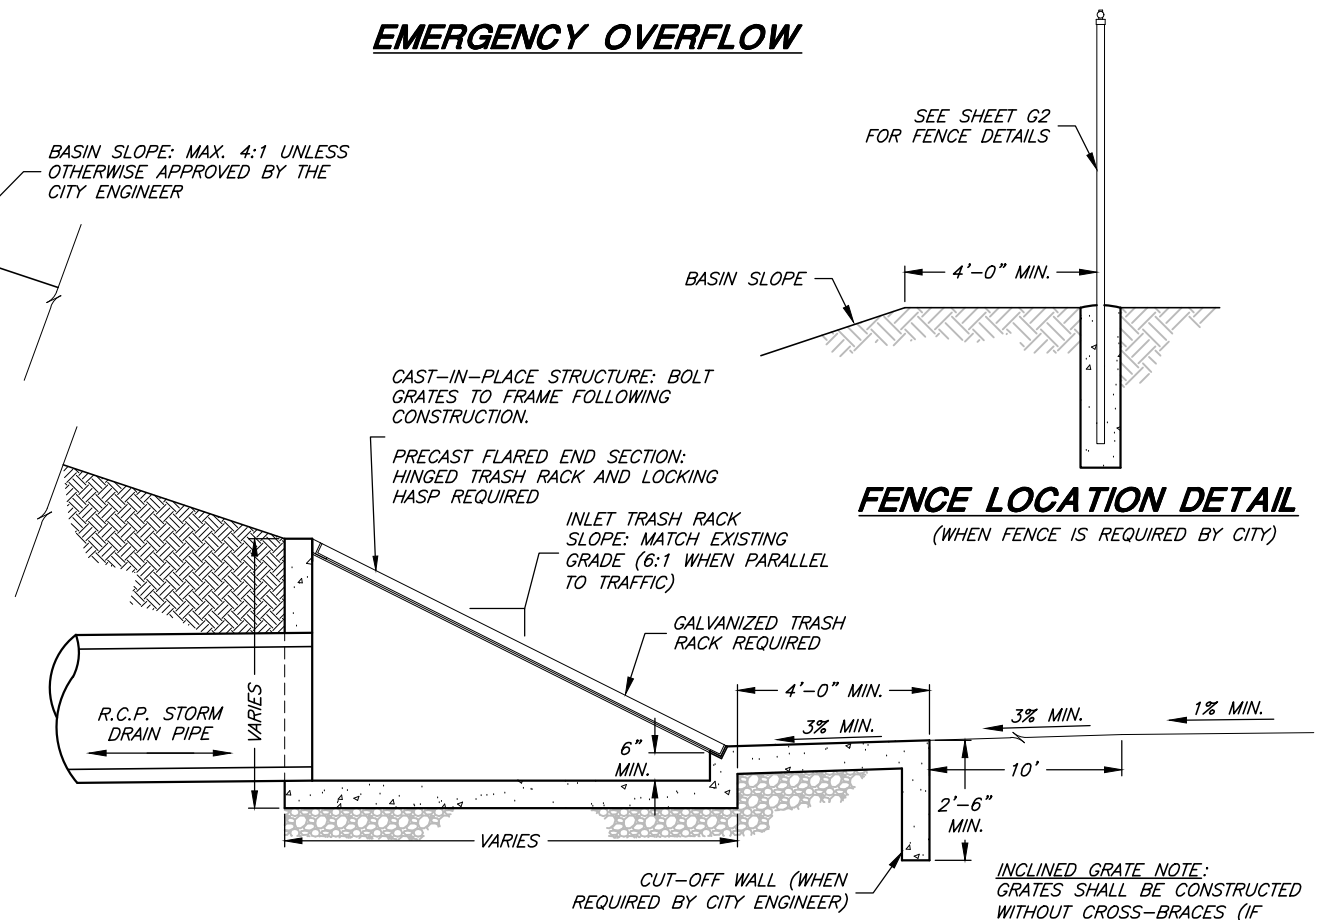 EMERGENCY OVERFLOW
SEE SHEET G2
FOR FENCE DETAILS
BASIN SLOPE: MAX. 4:1 UNLESS
OTHERWISE APPROVED BY THE
CITY ENGINEER
BASIN SLOPE
4'-0" MIN.
CAST-IN-PLACE STRUCTURE: BOLT
GRATES TO FRAME FOLLOWING
CONSTRUCTION.
PRECAST FLARED END SECTION:
HINGED TRASH RACK AND LOCKING
HASP REQUIRED
FENCE LOCATION DETAIL
(WHEN FENCE IS REQUIRED BY CITY)
INLET TRASH RACK
SLOPE: MATCH EXISTING
GRADE (6:1 WHEN PARALLEL
TO TRAFFIC)
GALVANIZED TRASH
RACK REQUIRED
VARIES
R.C.P. STORM
DRAIN PIPE
4'-0" MIN.
3% MIN.
3% MIN.
1% MIN.
6"
MIN.
10'
2'-6"
MIN.
VARIES
CUT-OFF WALL (WHEN
REQUIRED BY CITY ENGINEER)
INCLINED GRATE NOTE:
GRATES SHALL BE CONSTRUCTED
WITHOUT CROSS-BRACES (IF